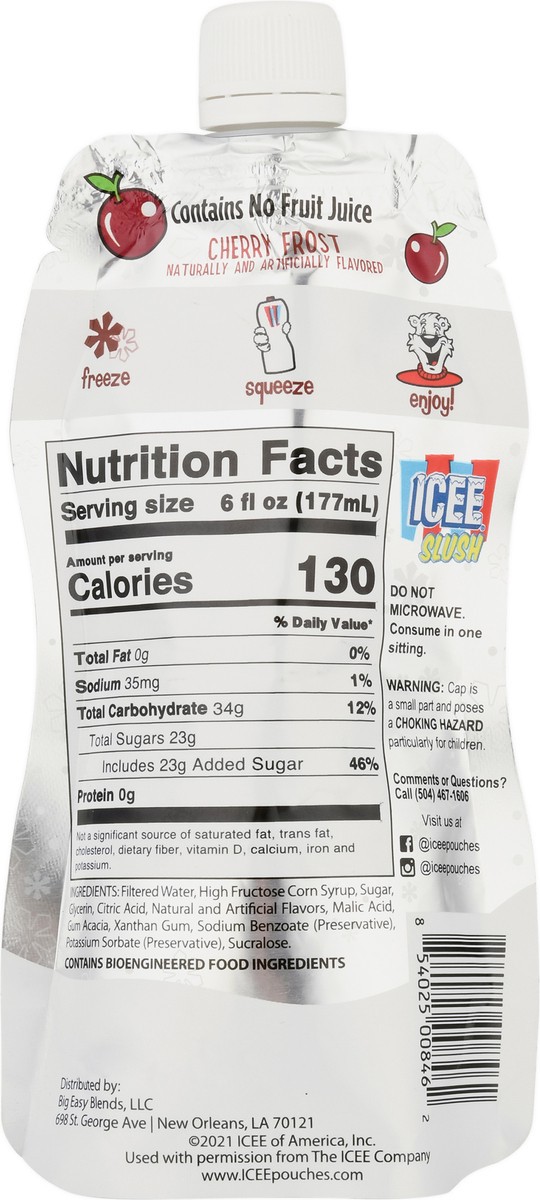 Contains No Fruit Juice
CHERRY FROST
NATURALLY AND ARTIFICIALLY FLAVORED
freeze
squeeze
enjoy!
Nutrition Facts
Serving size 6 fl oz (177mL)
Amount per serving
Calories 130
% Daily Value*
Total Fat 0g 0%
Sodium 35mg 1%
Total Carbohydrate 34g 12%
Total Sugars 23g
Includes 23g Added Sugar 46%
Protein 0g
Not a significant source of saturated fat, trans fat,
cholesterol, dietary fiber, vitamin D, calcium, iron and
potassium.
ICEE
SLUSH
DO NOT
MICROWAVE.
Consume in one
sitting.
WARNING: Cap is
a small part and poses
a CHOKING HAZARD
particularly for children.
Comments or Questions?
Call (504) 467-1606
Visit us at
@iceepouches
@iceepouches
INGREDIENTS: Filtered Water, High Fructose Corn Syrup, Sugar,
Glycerin, Citric Acid, Natural and Artificial Flavors, Malic Acid,
Gum Acacia, Xanthan Gum, Sodium Benzoate (Preservative),
Potassium Sorbate (Preservative), Sucralose.
CONTAINS BIOENGINEERED FOOD INGREDIENTS
8 54025 00846 2
Distributed by:
Big Easy Blends, LLC
698 St. George Ave | New Orleans, LA 70121
©2021 ICEE of America, Inc.
Used with permission from The ICEE Company
www.ICEEpouches.com